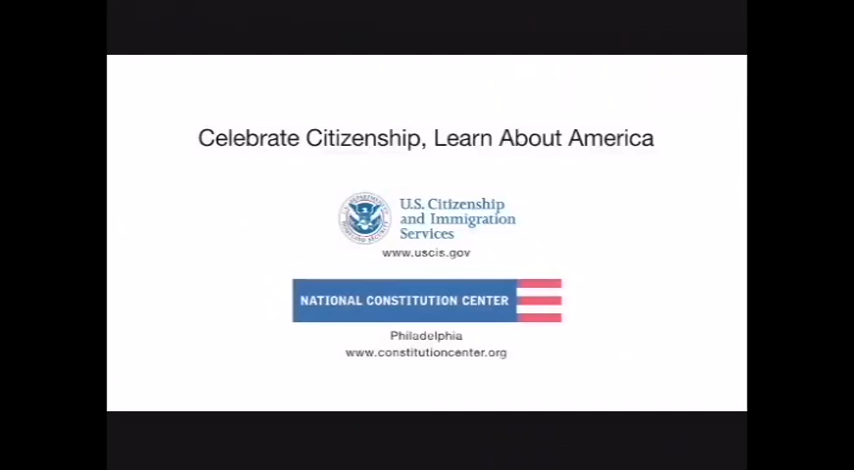 Celebrate Citizenship, Learn About America
U.S. Citizenship
and Immigration
Services
www.uscis.gov
NATIONAL CONSTITUTION CENTER
Philadelphia
www.constitutioncenter.org